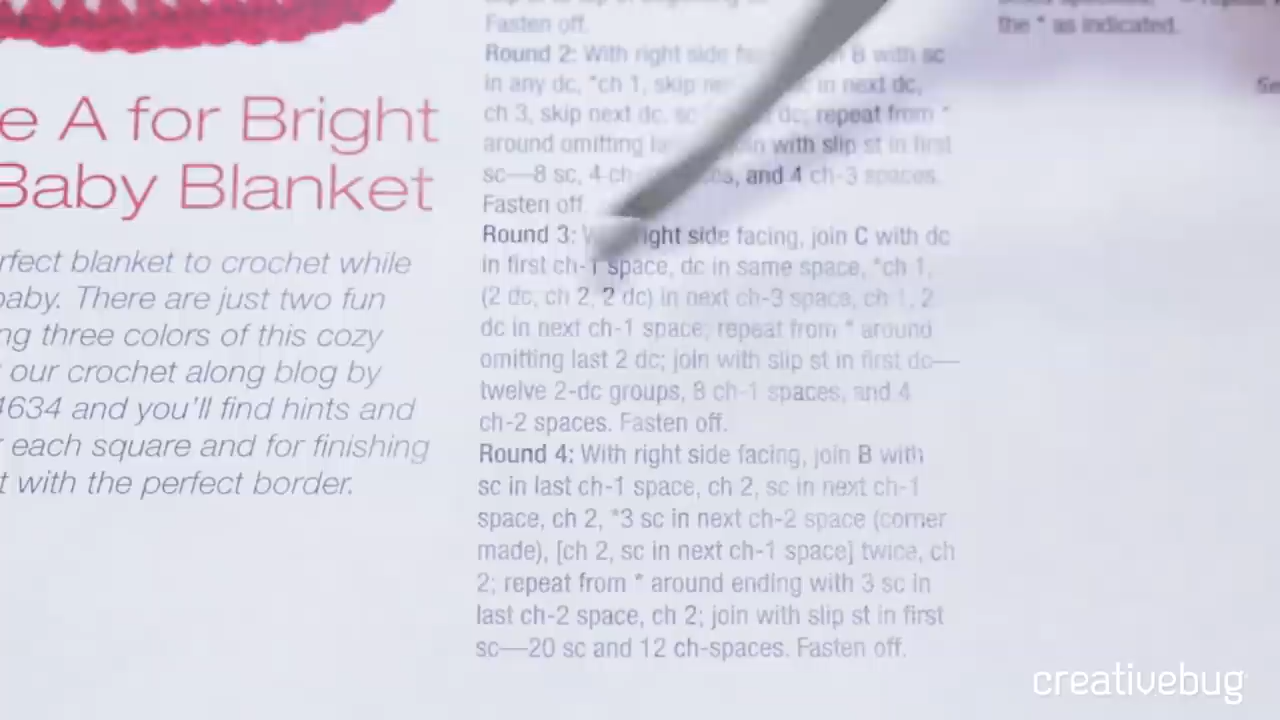 e A for Bright
Baby Blanket
rfect blanket to crochet while
baby. There are just two fun
ng three colors of this cozy
our crochet along blog by
4634 and you'll find hints and
r each square and for finishing
t with the perfect border.
Fasten off.
Round 2: With right side B with sc
in any dc, *ch 1, skip in next dc,
ch 3, skip next dc, sc dc; repeat from *
around omitting with slip st in first
sc—8 sc, 4 ch and 4 ch-3 spaces.
Fasten off.
Round 3: right side facing, join C with dc
in first ch-1 space, dc in same space, *ch 1,
(2 dc, ch 2, 2 dc) in next ch-3 space, ch 1, 2
dc in next ch-1 space; repeat from * around
omitting last 2 dc; join with slip st in first dc—
twelve 2-dc groups, 8 ch-1 spaces, and 4
ch-2 spaces. Fasten off.
Round 4: With right side facing, join B with
sc in last ch-1 space, ch 2, sc in next ch-1
space, ch 2, *3 sc in next ch-2 space (corner
made), [ch 2, sc in next ch-1 space] twice, ch
2; repeat from * around ending with 3 sc in
last ch-2 space, ch 2; join with slip st in first
sc—20 sc and 12 ch-spaces. Fasten off.
the * as indicated.
creativebug